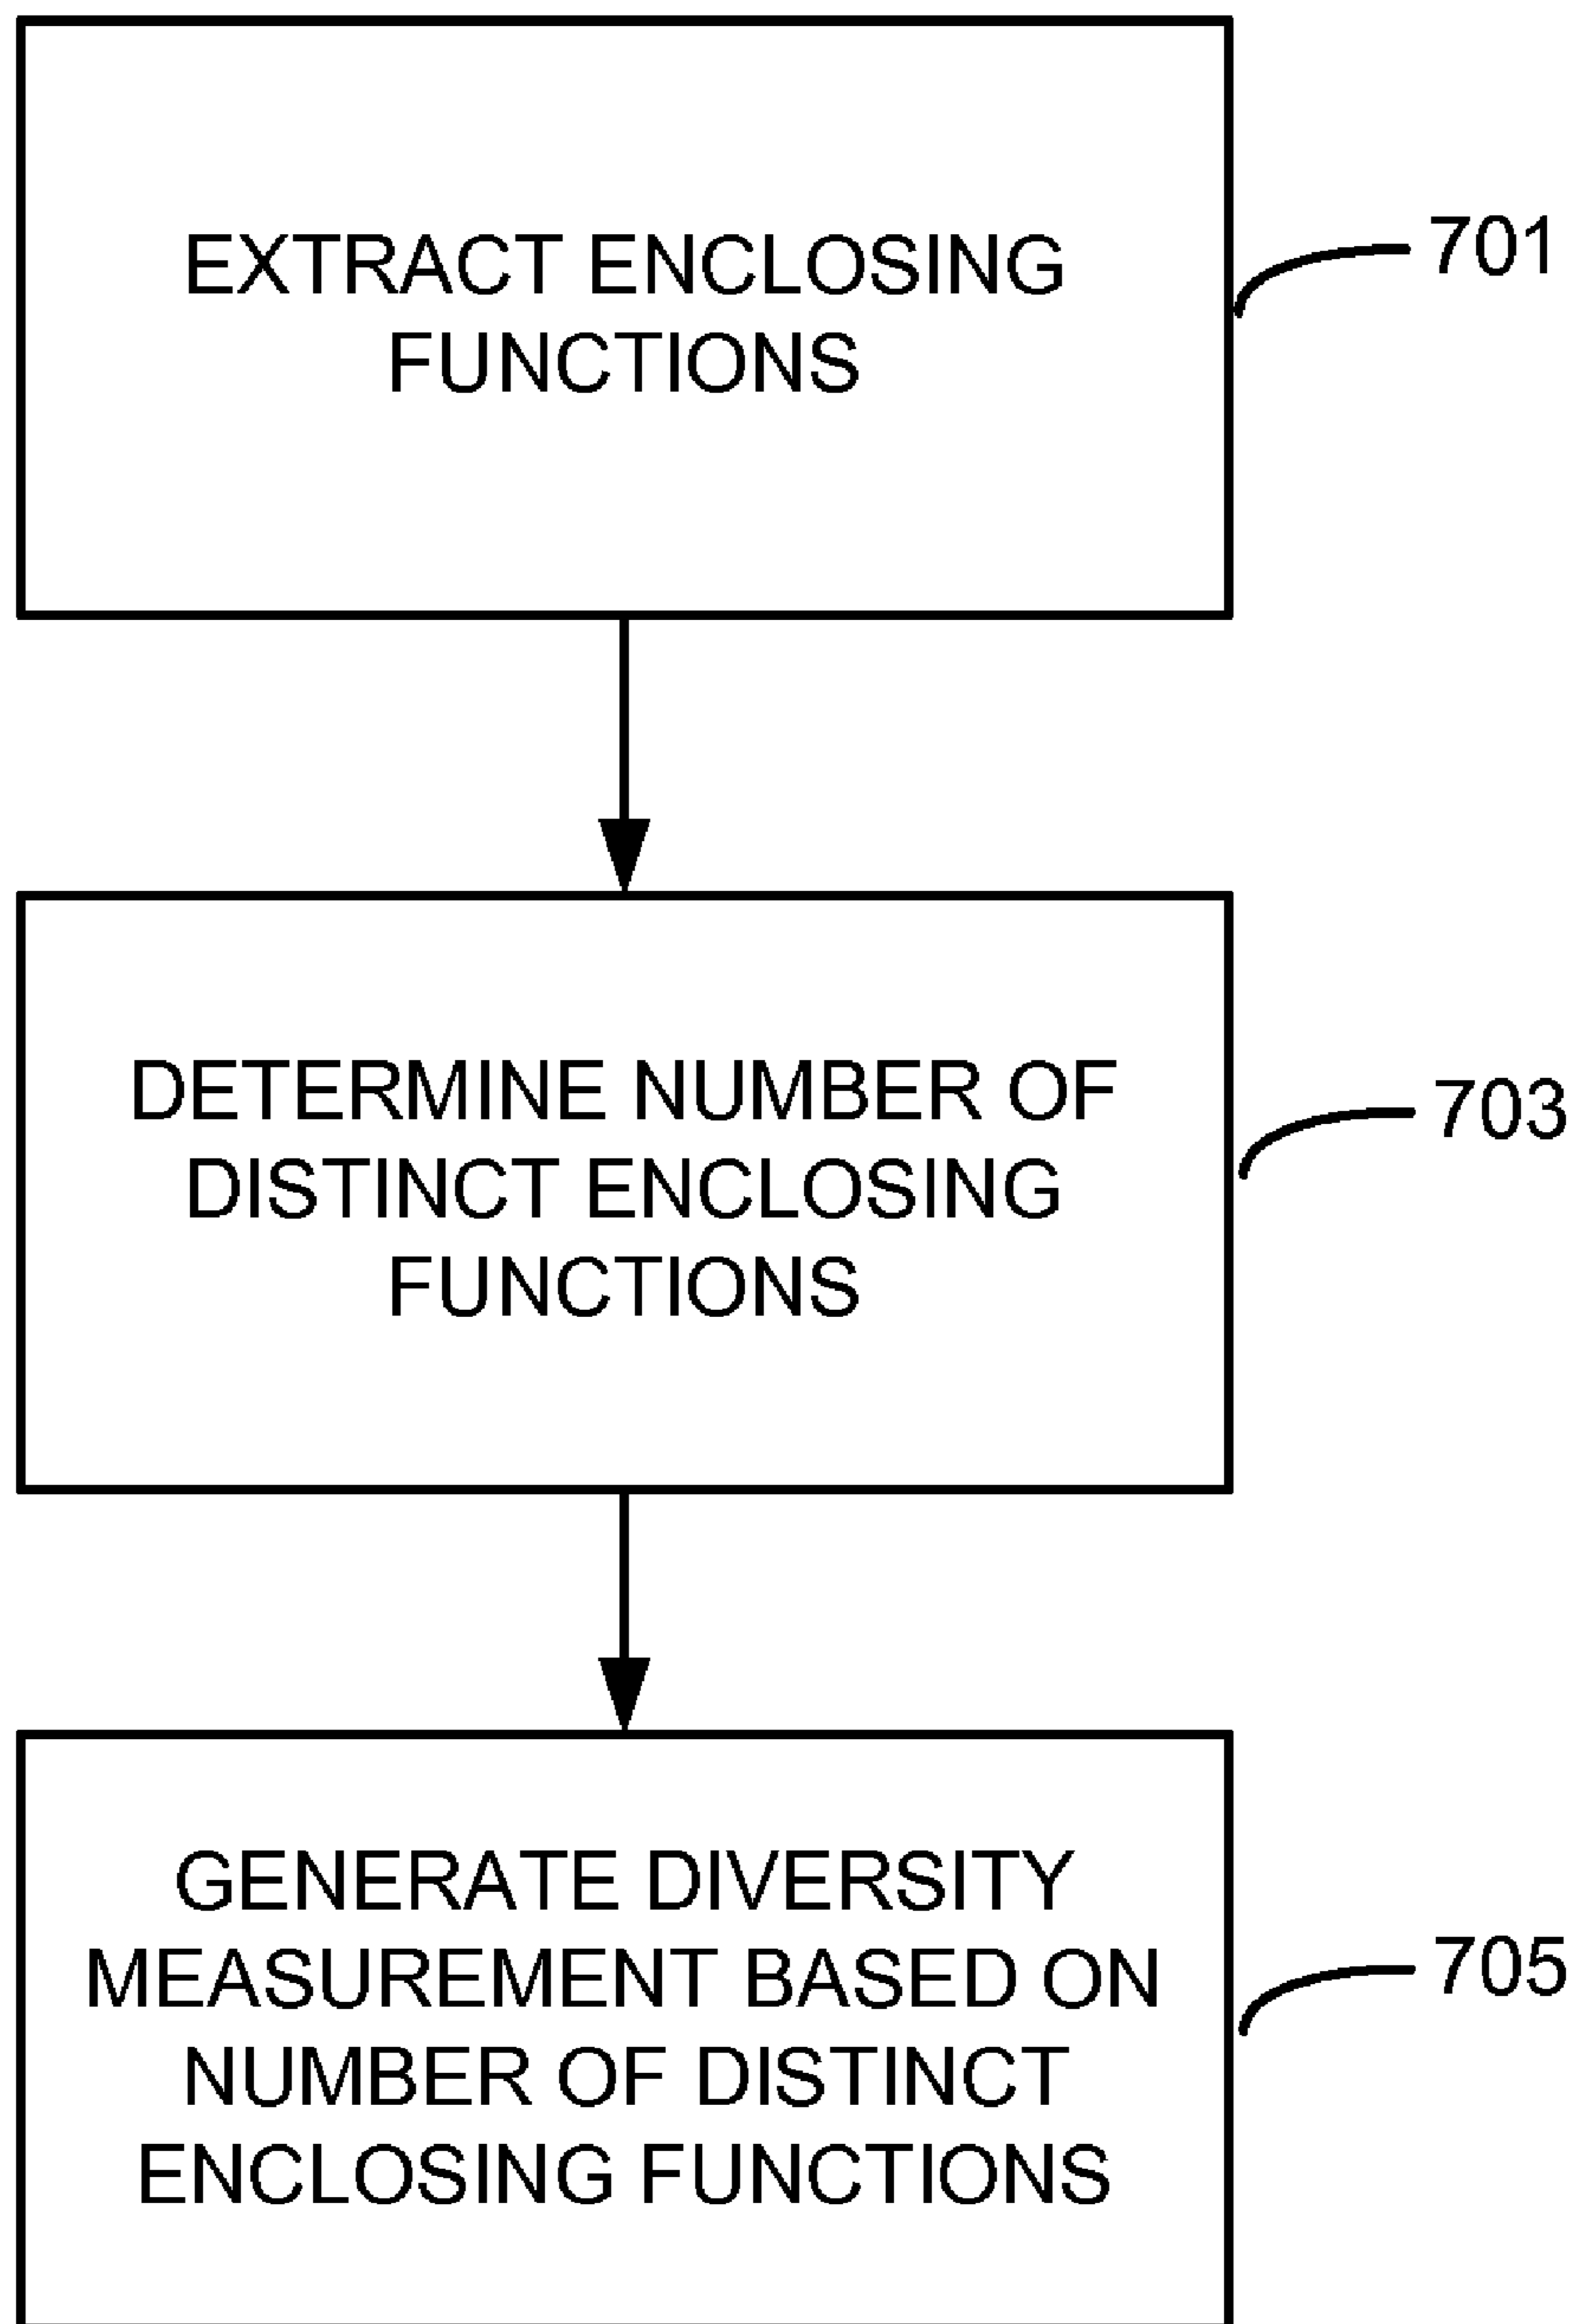 EXTRACT ENCLOSING
FUNCTIONS
701
DETERMINE NUMBER OF
DISTINCT ENCLOSING
FUNCTIONS
703
GENERATE DIVERSITY
MEASUREMENT BASED ON
NUMBER OF DISTINCT
ENCLOSING FUNCTIONS
705